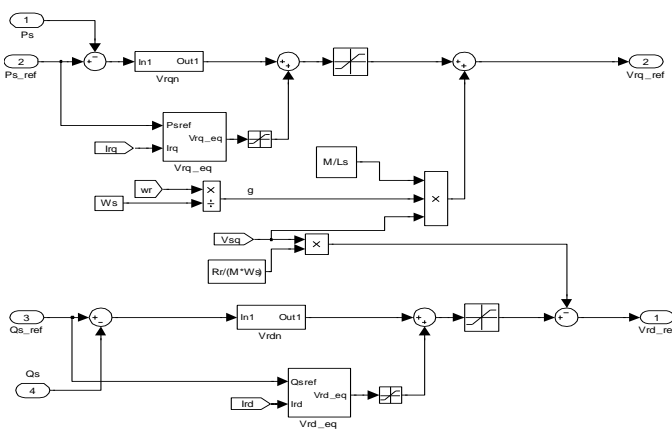 1
Ps
2
Ps_ref
+
−
In1
Out1
Vrqn
+
+
+
+
2
Vrq_ref
Psref
Vrq_eq
Irq
Vrq_eq
Irq
M/Ls
wr
Ws
×
÷
g
×
Vsq
×
Rr/(M*Ws)
3
Qs_ref
+
−
In1
Out1
Vrdn
+
+
−
+
1
Vrd_re
Qs
4
Qsref
Vrd_eq
Ird
Vrd_eq
Ird